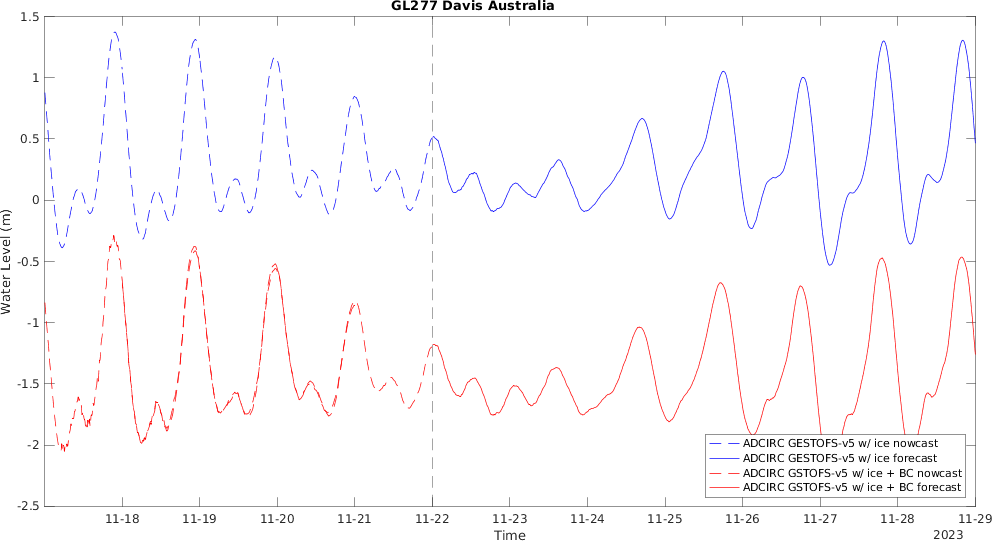 GL277 Davis Australia
1.5
1
0.5
0
-0.5
-1
-1.5
-2
-2.5
Water Level (m)
ADCIRC GESTOFS-v5 w/ ice nowcast
ADCIRC GESTOFS-v5 w/ ice forecast
ADCIRC GSTOFS-v5 w/ ice + BC nowcast
ADCIRC GSTOFS-v5 w/ ice + BC forecast
11-18 11-19 11-20 11-21 11-22 11-23 11-24 11-25 11-26 11-27 11-28 11-29
Time
2023